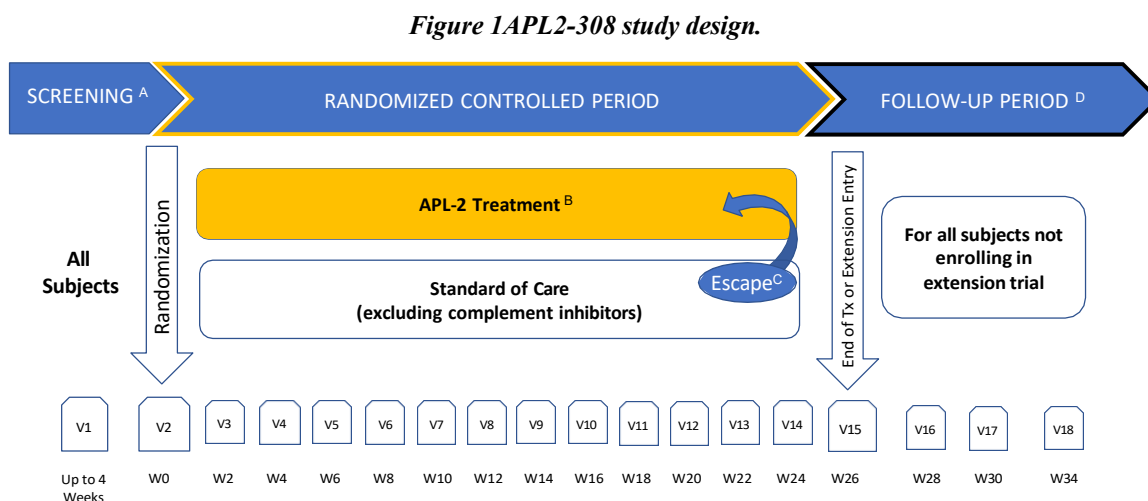 Figure 1APL2-308 study design.
SCREENING A
RANDOMIZED CONTROLLED PERIOD
FOLLOW-UP PERIOD D
All
Subjects
Randomization
APL-2 Treatment B
Escape C
Standard of Care
(excluding complement inhibitors)
End of Tx or Extension Entry
For all subjects not
enrolling in
extension trial
V1 V2 V3 V4 V5 V6 V7 V8 V9 V10 V11 V12 V13 V14 V15 V16 V17 V18
Up to 4
Weeks
W0 W2 W4 W6 W8 W10 W12 W14 W16 W18 W20 W22 W24 W26 W28 W30 W34